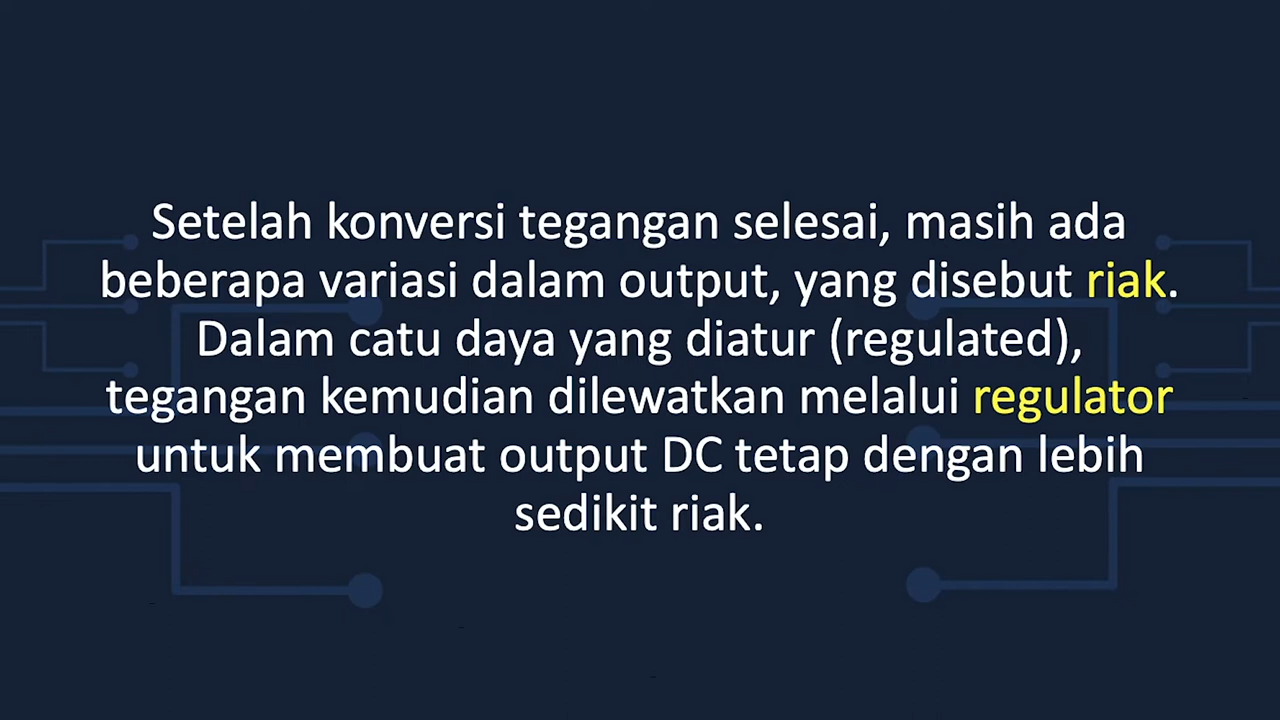 Setelah konversi tegangan selesai, masih ada
beberapa variasi dalam output, yang disebut riak.
Dalam catu daya yang diatur (regulated),
tegangan kemudian dilewatkan melalui regulator
untuk membuat output DC tetap dengan lebih
sedikit riak.